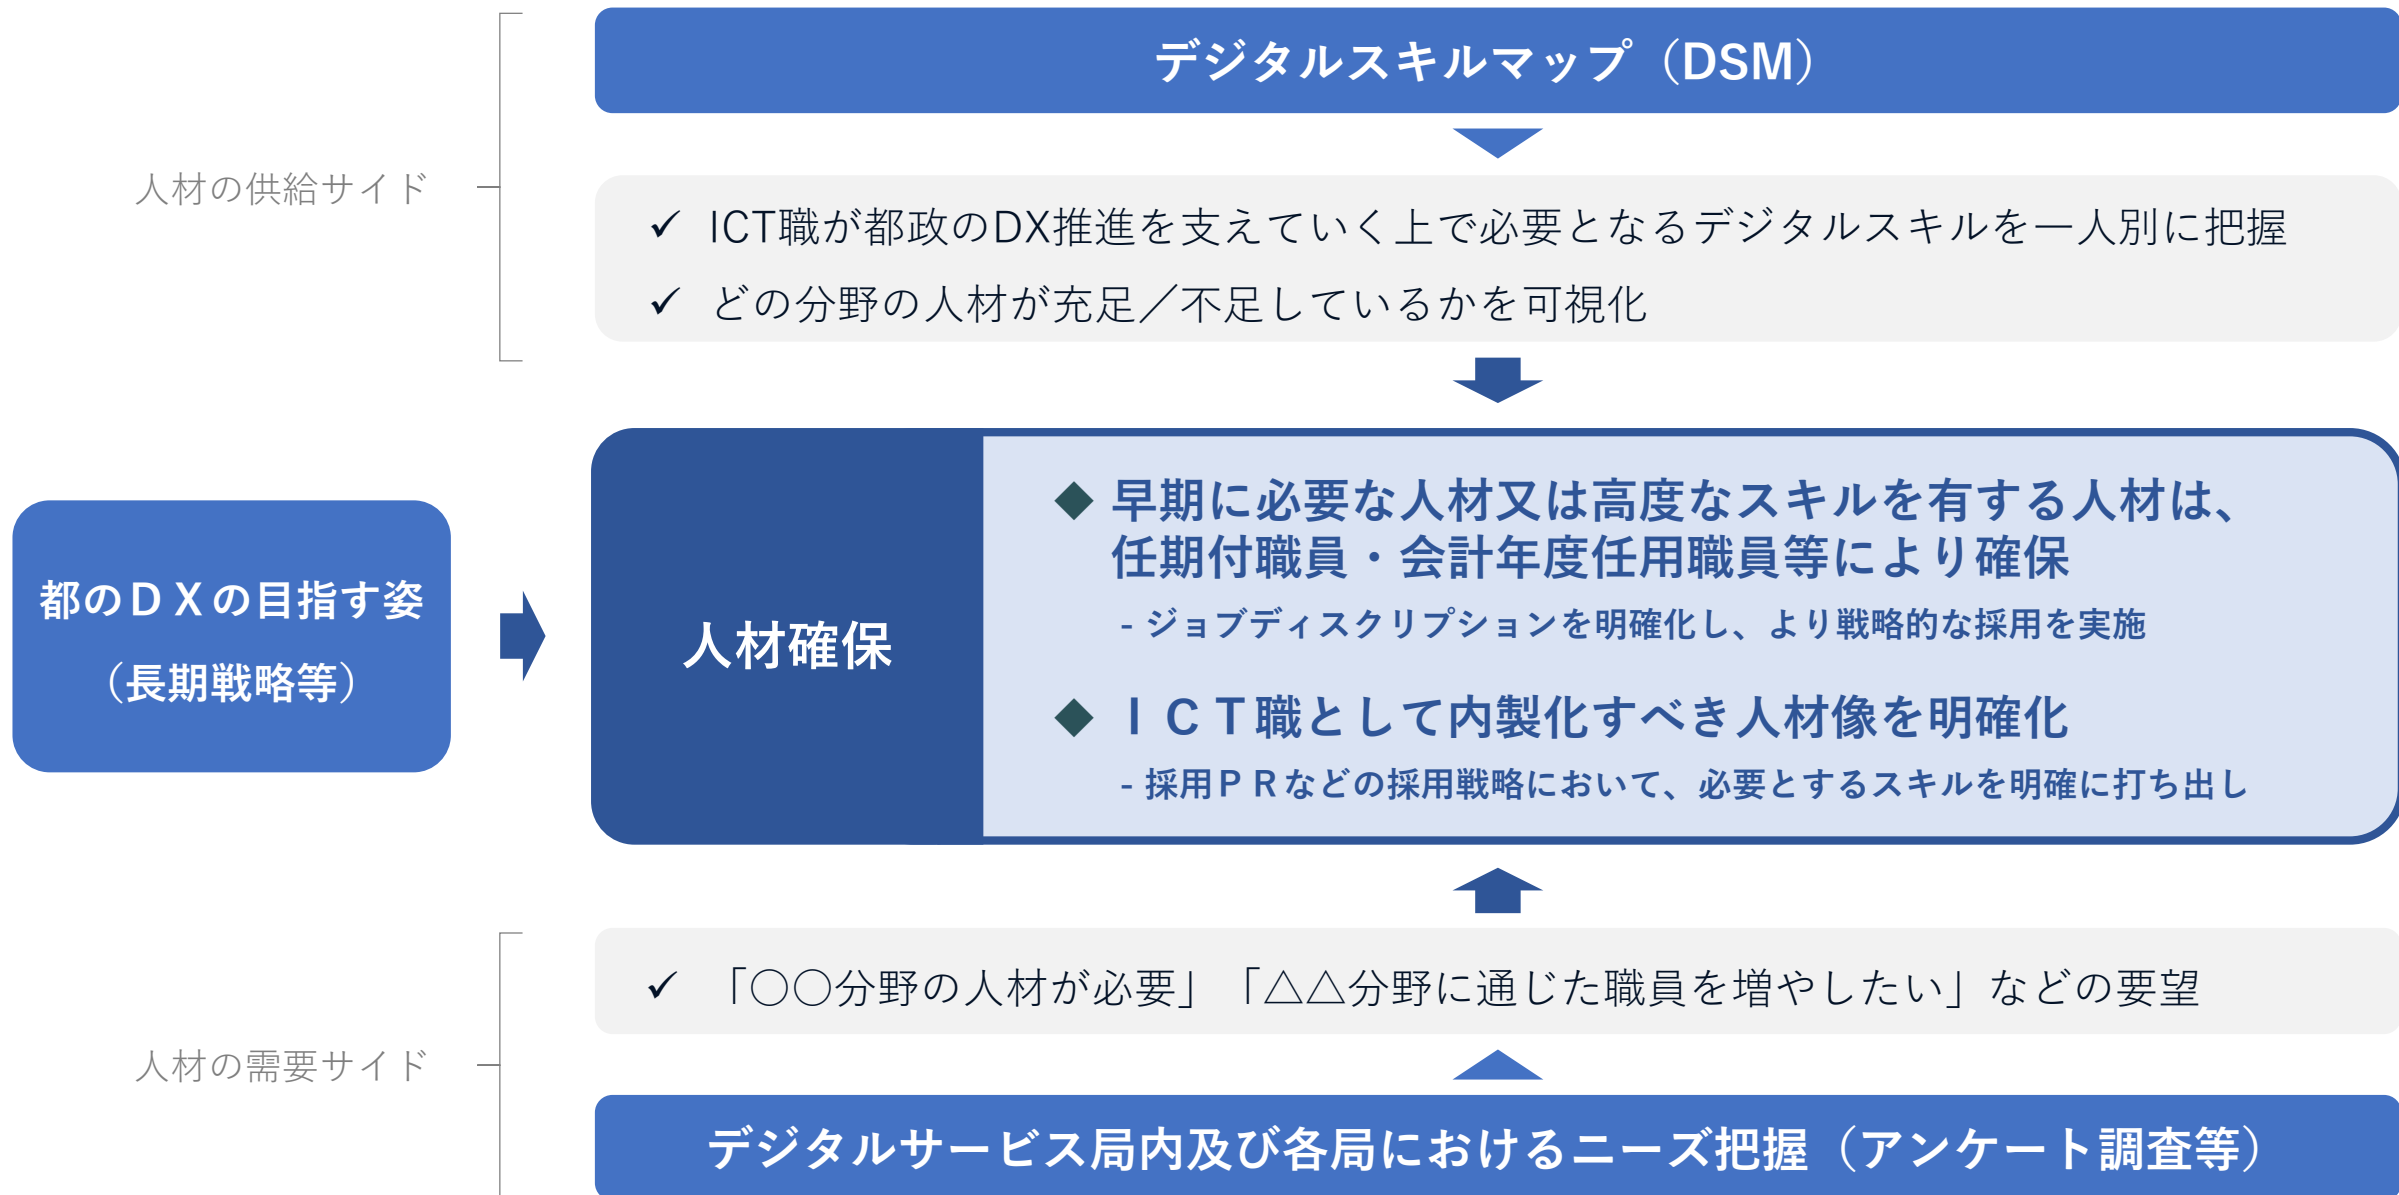 デジタルスキルマップ（DSM）
人材の供給サイド
✓ ICT職が都政のDX推進を支えていく上で必要となるデジタルスキルを一人別に把握
✓ どの分野の人材が充足／不足しているかを可視化
都のＤＸの目指す姿
（長期戦略等）
人材確保
◆ 早期に必要な人材又は高度なスキルを有する人材は、
任期付職員・会計年度任用職員等により確保
- ジョブディスクリプションを明確化し、より戦略的な採用を実施
◆ ＩＣＴ職として内製化すべき人材像を明確化
- 採用ＰＲなどの採用戦略において、必要とするスキルを明確に打ち出し
✓ 「○○分野の人材が必要」「△△分野に通じた職員を増やしたい」などの要望
人材の需要サイド
デジタルサービス局内及び各局におけるニーズ把握（アンケート調査等）